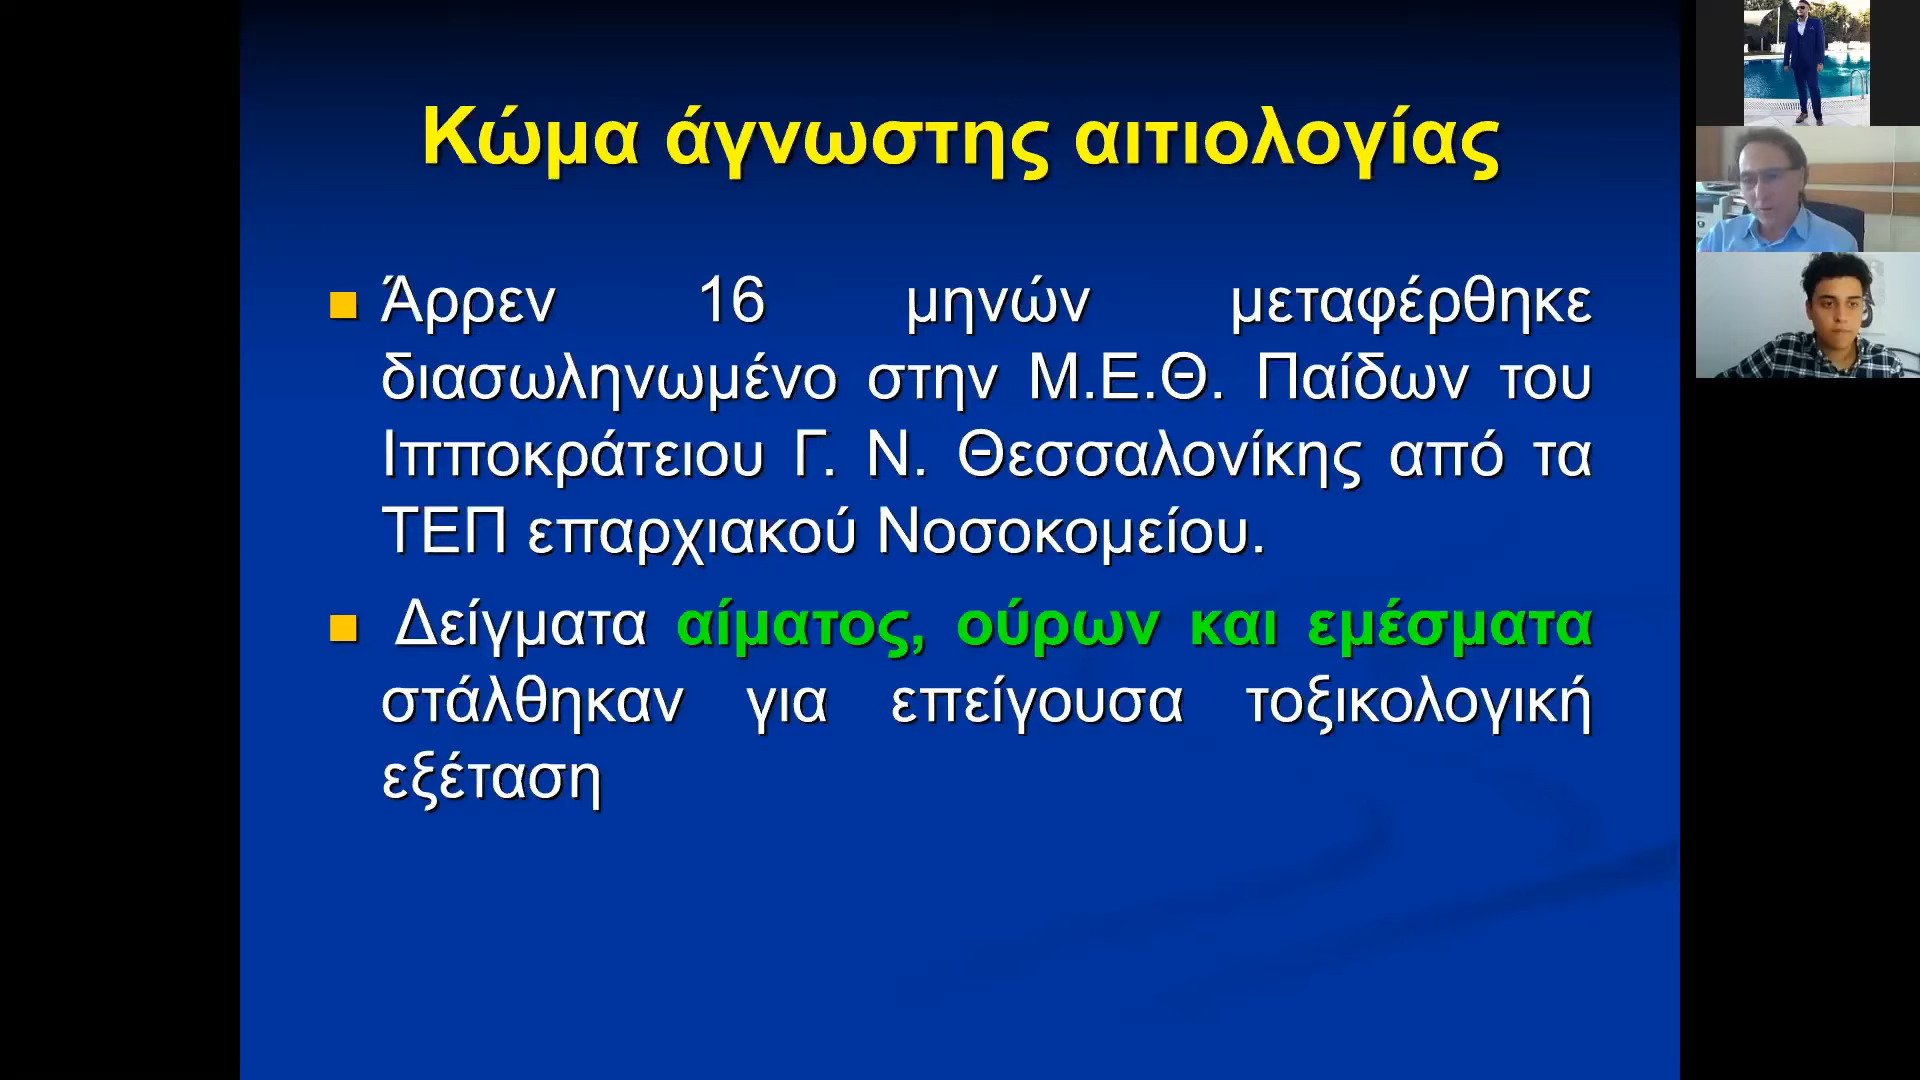 Κώμα άγνωστης αιτιολογίας
Άρρεν 16 μηνών μεταφέρθηκε
διασωληνωμένο στην Μ.Ε.Θ. Παίδων του
Ιπποκράτειου Γ. Ν. Θεσσαλονίκης από τα
ΤΕΠ επαρχιακού Νοσοκομείου.
Δείγματα αίματος, ούρων και εμέσματα
στάλθηκαν για επείγουσα τοξικολογική
εξέταση